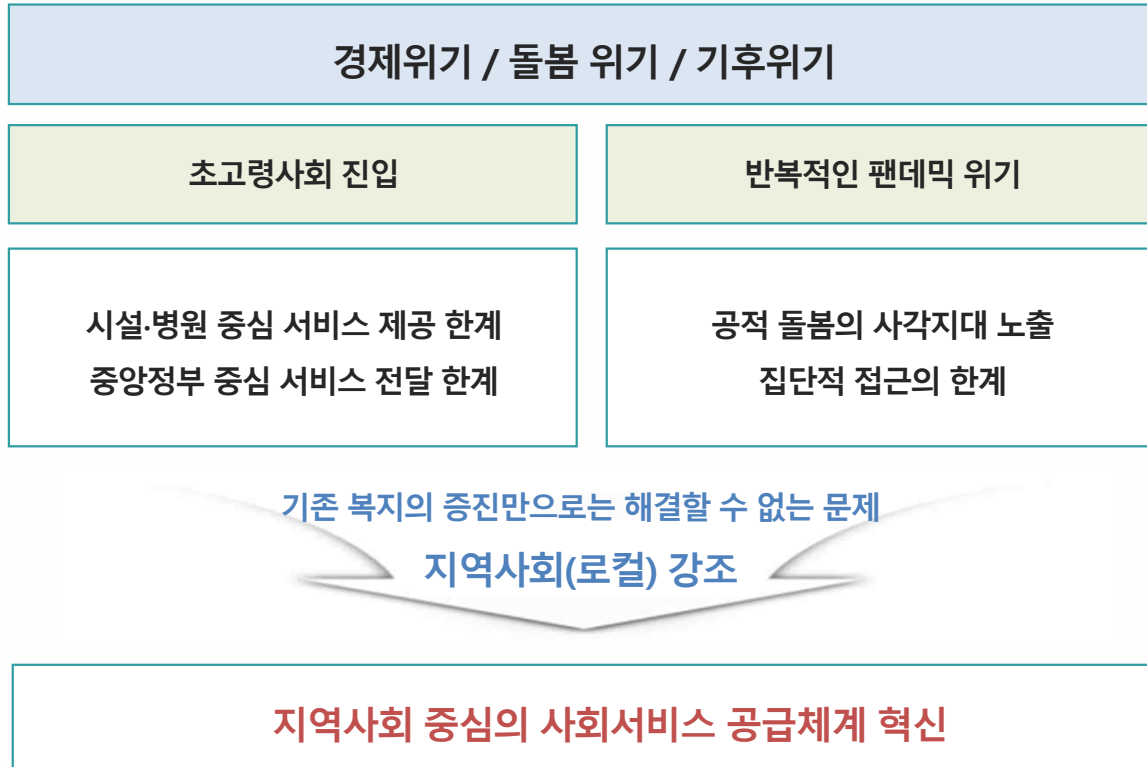 경제위기 / 돌봄 위기 / 기후위기
초고령사회 진입
반복적인 팬데믹 위기
시설·병원 중심 서비스 제공 한계
중앙정부 중심 서비스 전달 한계
공적 돌봄의 사각지대 노출
집단적 접근의 한계
기존 복지의 증진만으로는 해결할 수 없는 문제
지역사회(로컬) 강조
지역사회 중심의 사회서비스 공급체계 혁신